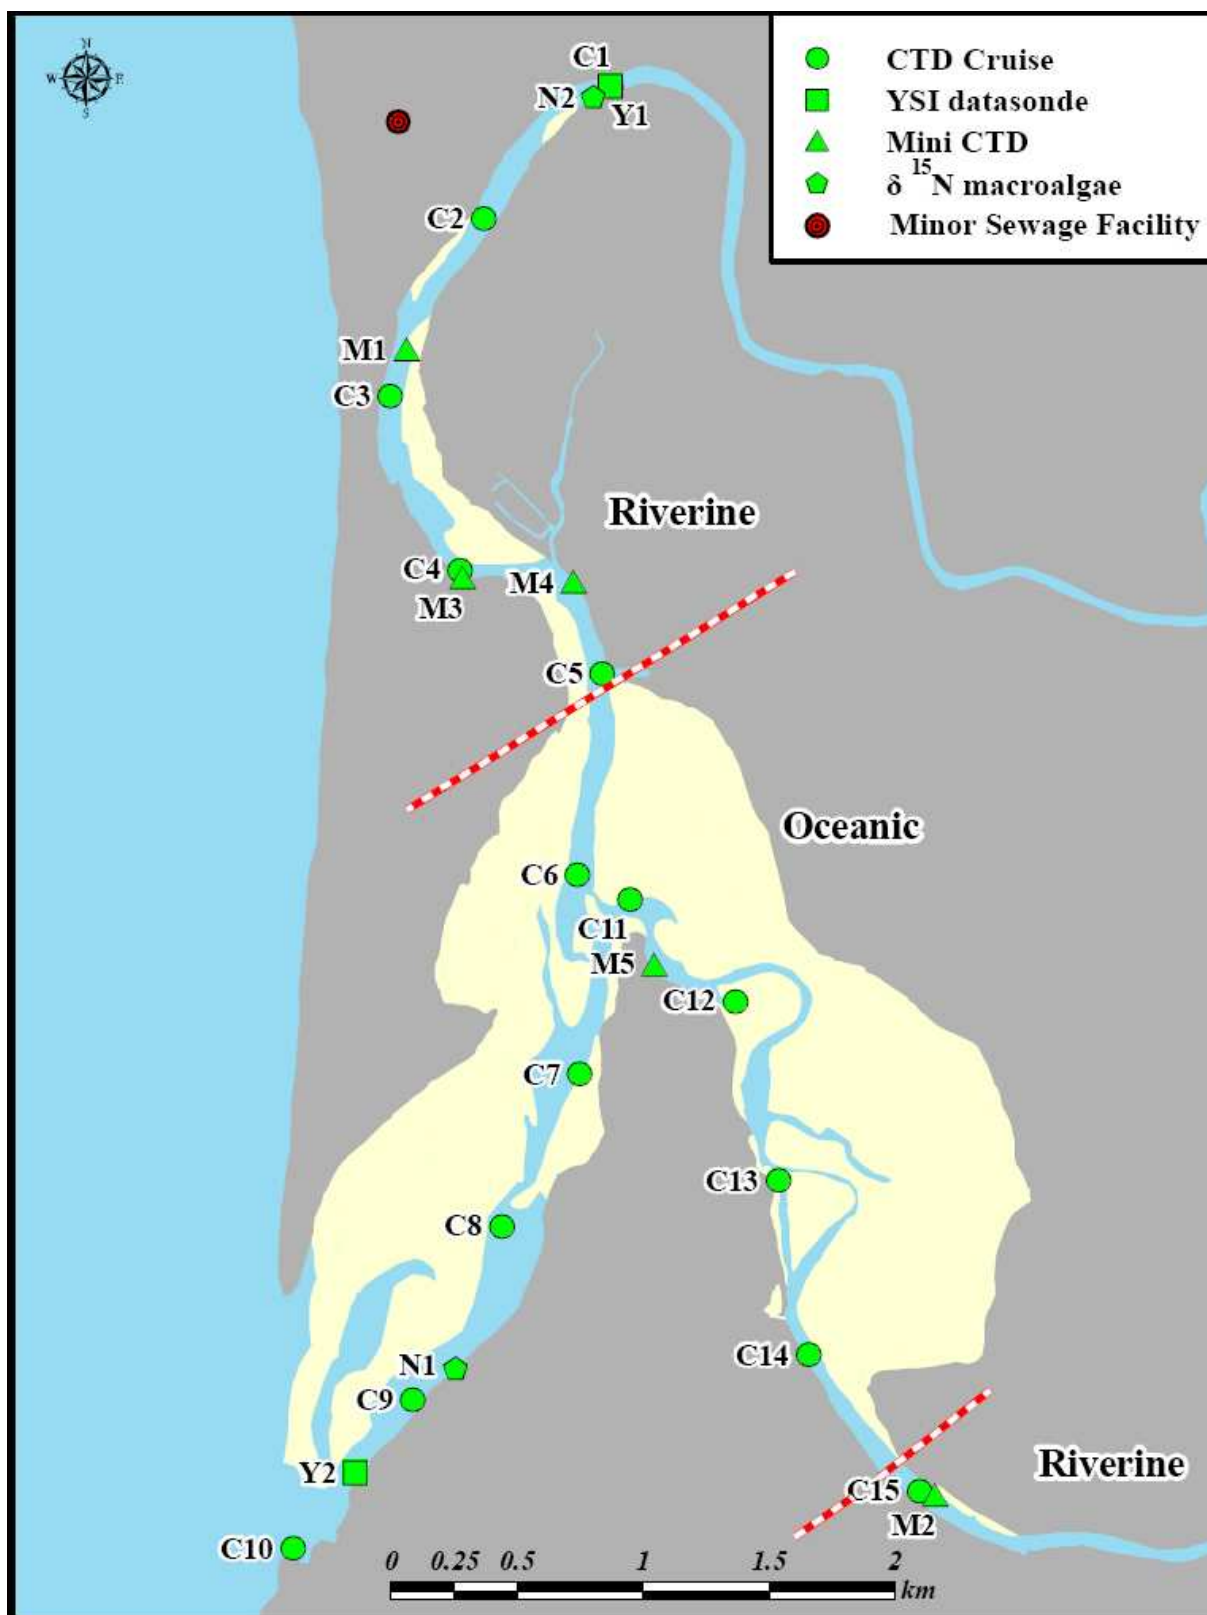 N
W
E
S
CTD Cruise
YSI datasonde
Mini CTD
δ 15N macroalgae
Minor Sewage Facility
C1
N2
Y1
C2
M1
C3
Riverine
C4
M3
M4
C5
Oceanic
C6
C11
M5
C12
C7
C13
C8
C14
N1
C9
Y2
Riverine
C15
M2
C10
0 0.25 0.5 1 1.5 2
km